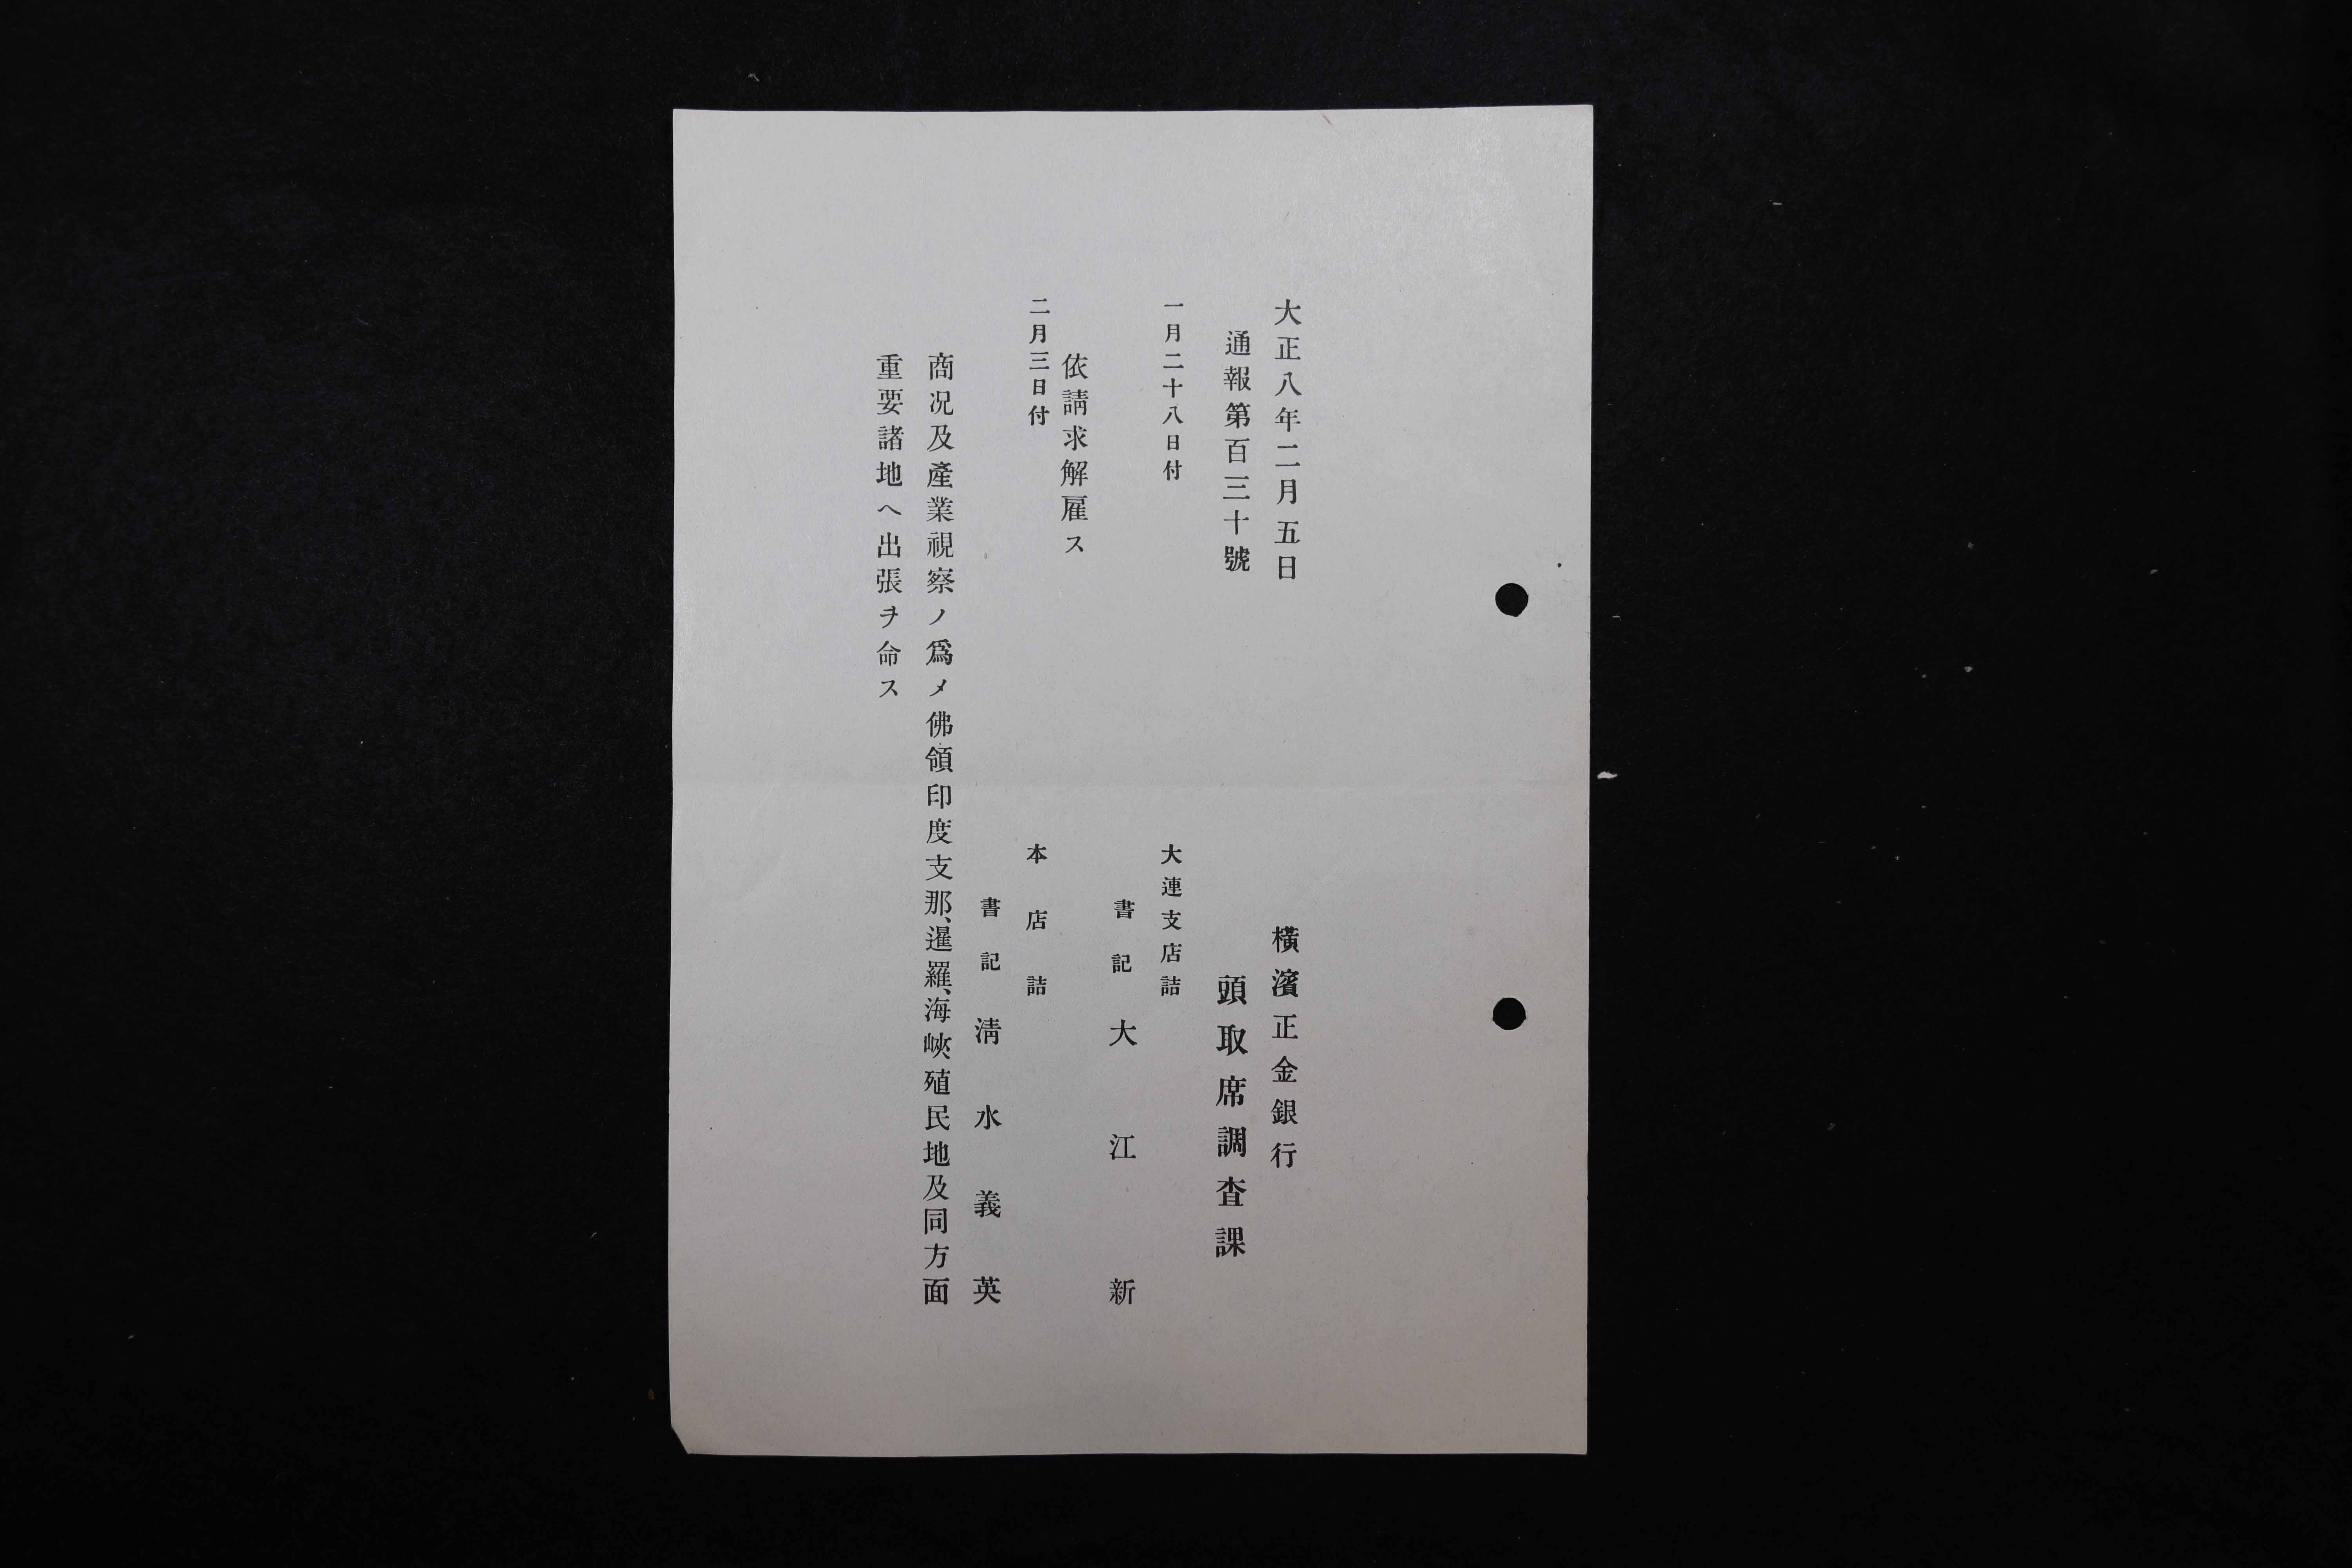 大正八年二月五日
橫濱正金銀行
通報第百三十號
頭取席調査課
一月二十八日付
大連支店詰
書記 大江新
依請求解雇ス
二月三日付
本店詰
書記 淸水義英
商況及產業視察ノ爲メ佛領印度支那、暹羅、海峽殖民地及同方面
重要諸地ヘ出張ヲ命ス